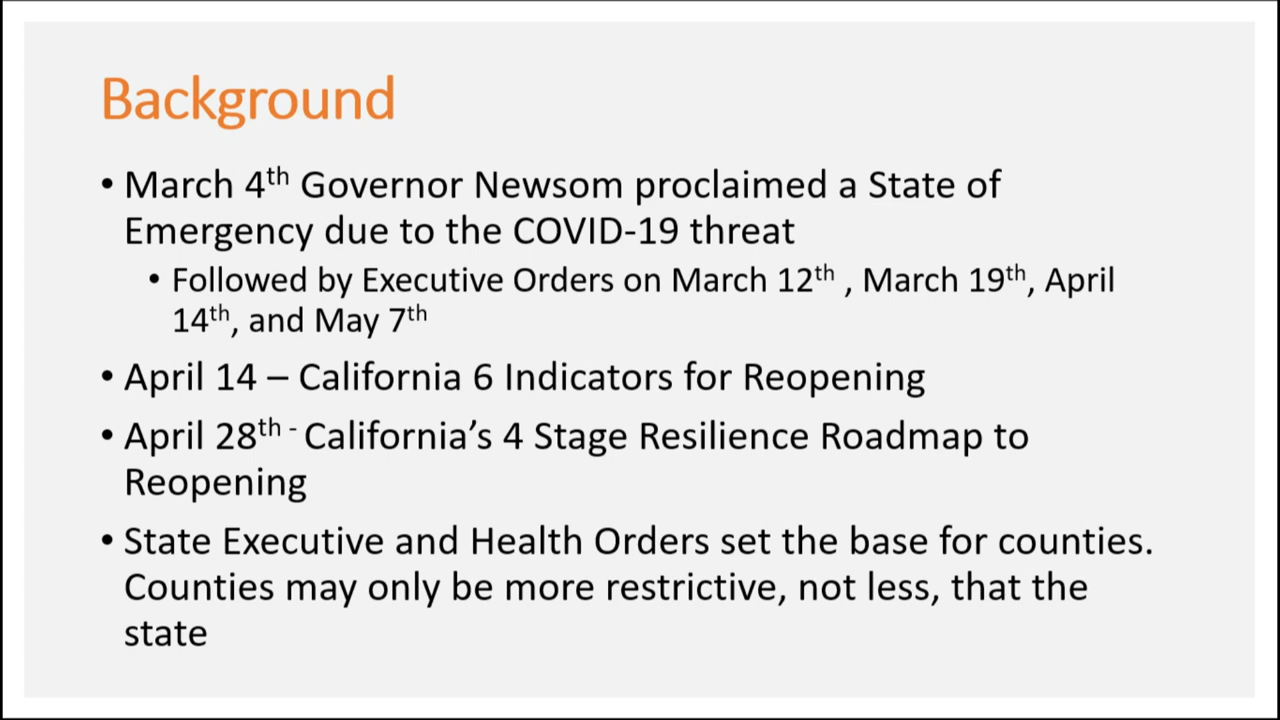 Background
• March 4th Governor Newsom proclaimed a State of
Emergency due to the COVID-19 threat
• Followed by Executive Orders on March 12th , March 19th, April
14th, and May 7th
• April 14 – California 6 Indicators for Reopening
• April 28th - California’s 4 Stage Resilience Roadmap to
Reopening
• State Executive and Health Orders set the base for counties.
Counties may only be more restrictive, not less, that the
state